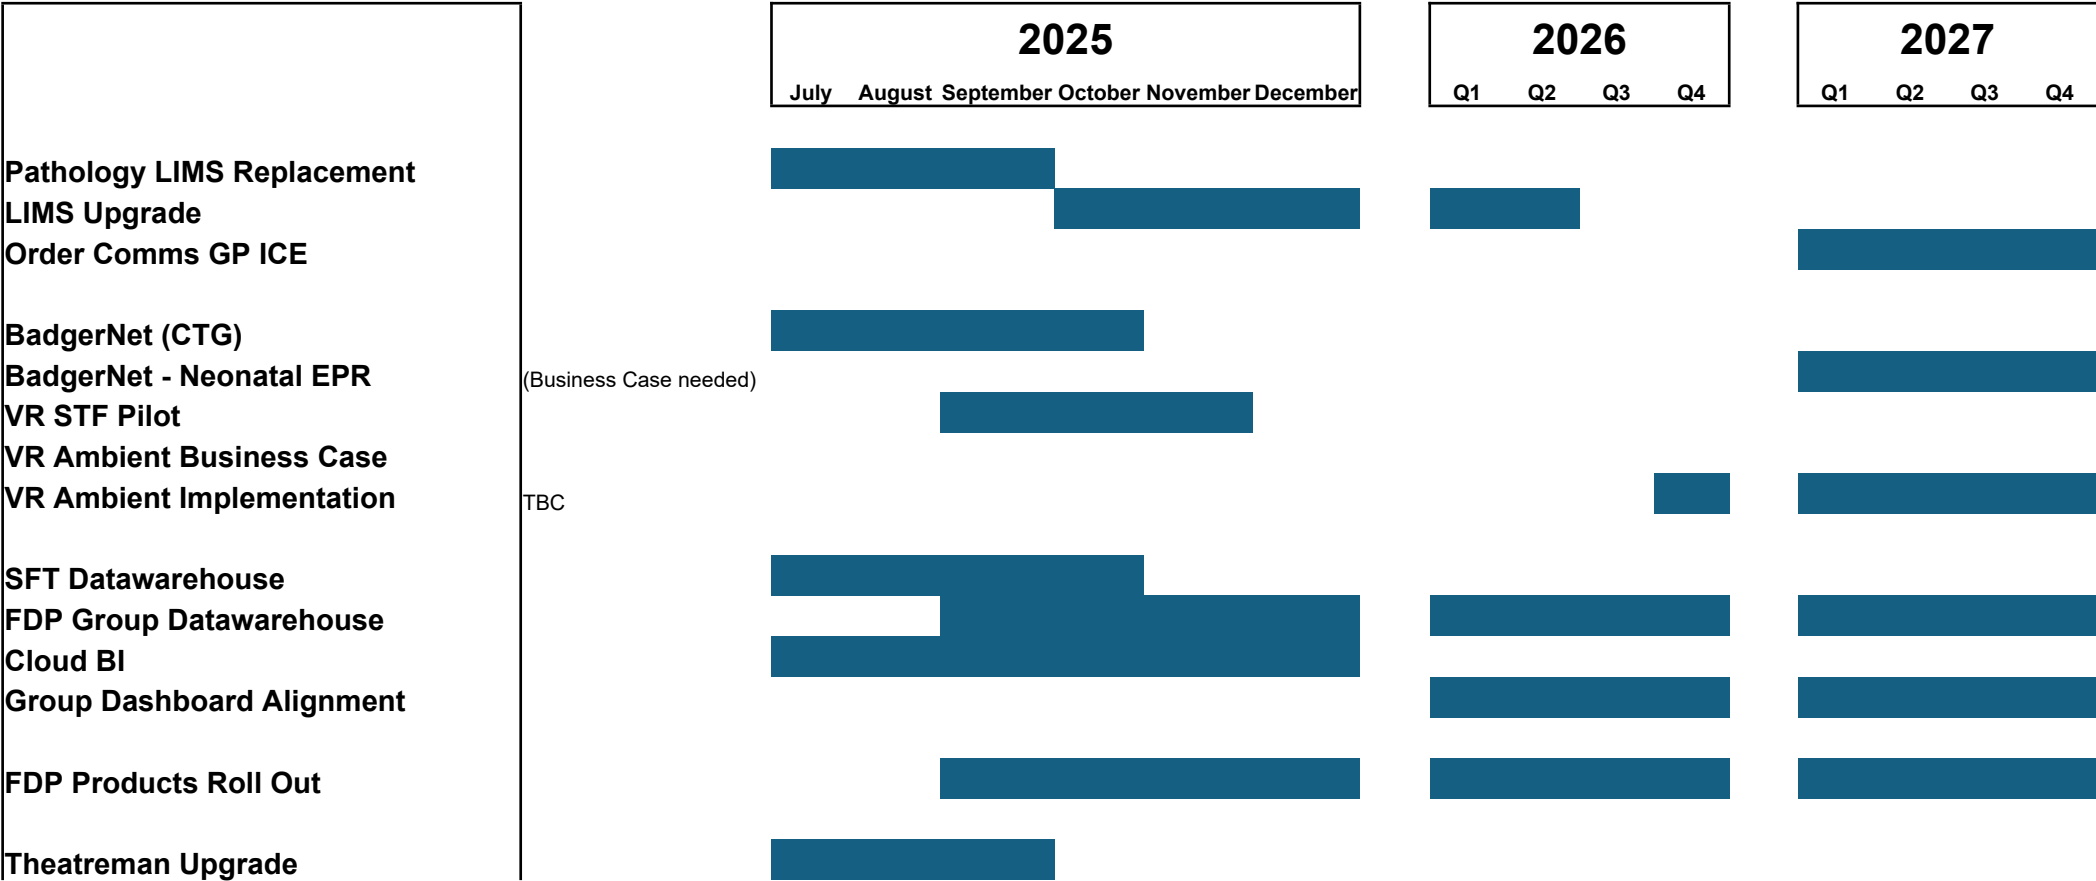 2025 2026 2027
July August September October November December Q1 Q2 Q3 Q4 Q1 Q2 Q3 Q4
Pathology LIMS Replacement
LIMS Upgrade
Order Comms GP ICE
BadgerNet (CTG)
BadgerNet - Neonatal EPR (Business Case needed)
VR STF Pilot
VR Ambient Business Case
VR Ambient Implementation TBC
SFT Datawarehouse
FDP Group Datawarehouse
Cloud BI
Group Dashboard Alignment
FDP Products Roll Out
Theatreman Upgrade